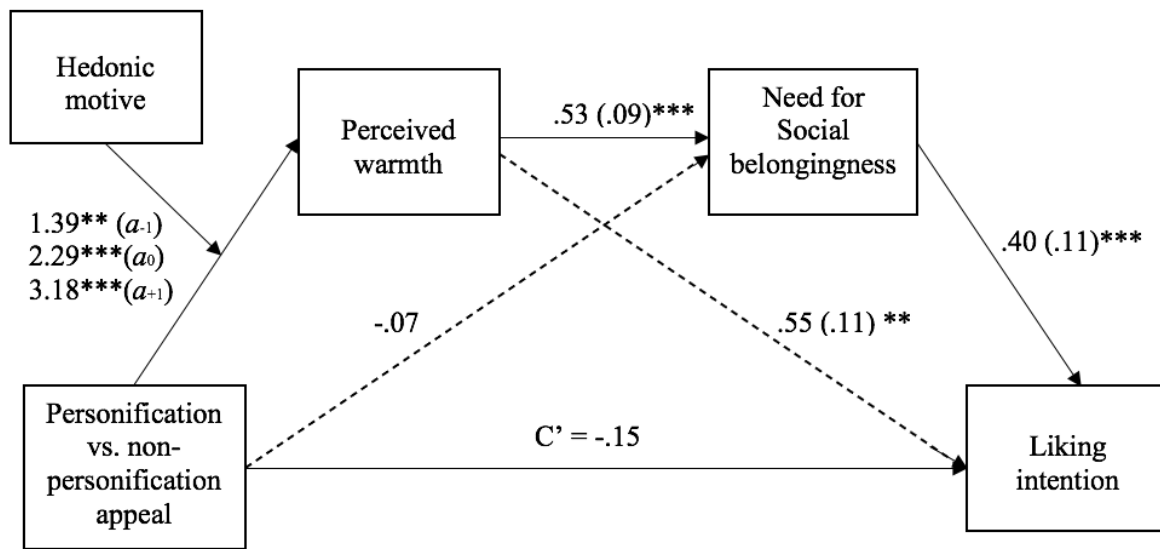 Hedonic
motive
Perceived
warmth
.53 (.09)***
Need for
Social
belongingness
1.39** (a-1)
2.29***(a0)
3.18***(a+1)
.40 (.11)***
-.07
.55 (.11) **
Personification
vs. non-
personification
appeal
C’ = -.15
Liking
intention